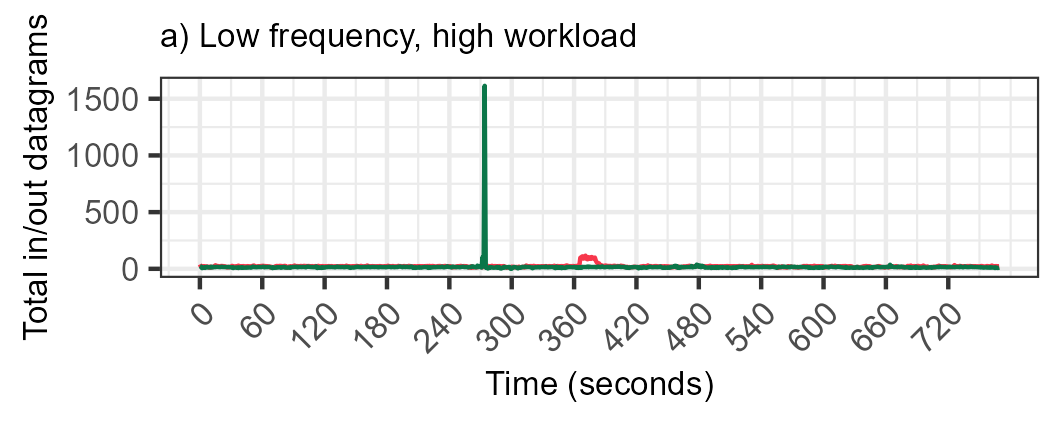 a) Low frequency, high workload
Total in/out datagrams
1500
1000
500
0
0 60 120 180 240 300 360 420 480 540 600 660 720
Time (seconds)